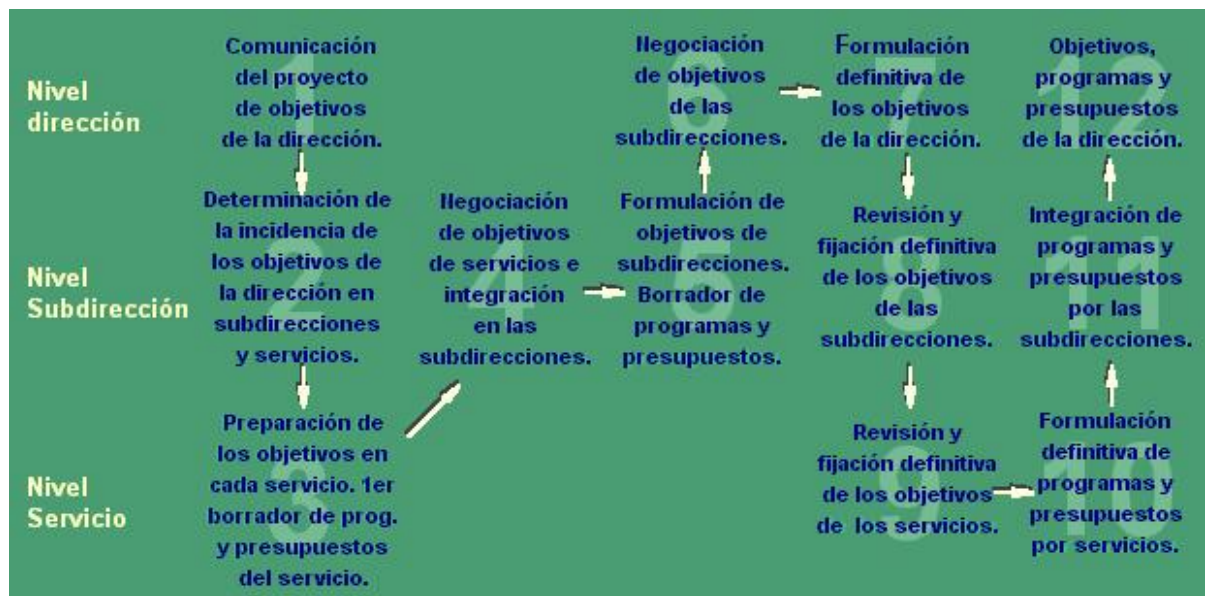 Nivel
dirección
Comunicación
del proyecto
de objetivos
de la dirección.
1
Determinación de
la incidencia de
los objetivos de
la dirección en
subdirecciones
y servicios.
2
Preparación de
los objetivos en
cada servicio. 1er
borrador de prog.
y presupuestos
del servicio.
3
Nivel
Subdirección
Negociación
de objetivos
de servicios e
integración
en las
subdirecciones.
4
Formulación de
objetivos de
subdirecciones.
Borrador de
programas y
presupuestos.
5
Negociación
de objetivos
de las
subdirecciones.
6
Formulación
definitiva de
los objetivos
de la dirección.
7
Revisión y
fijación definitiva
de los objetivos
de las
subdirecciones.
8
Nivel
Servicio
Revisión y
fijación definitiva
de los objetivos
de los servicios.
9
Formulación
definitiva de
programas y
presupuestos
por servicios.
10
Integración de
programas y
presupuestos
por las
subdirecciones.
11
Objetivos,
programas y
presupuestos
de la dirección.
12